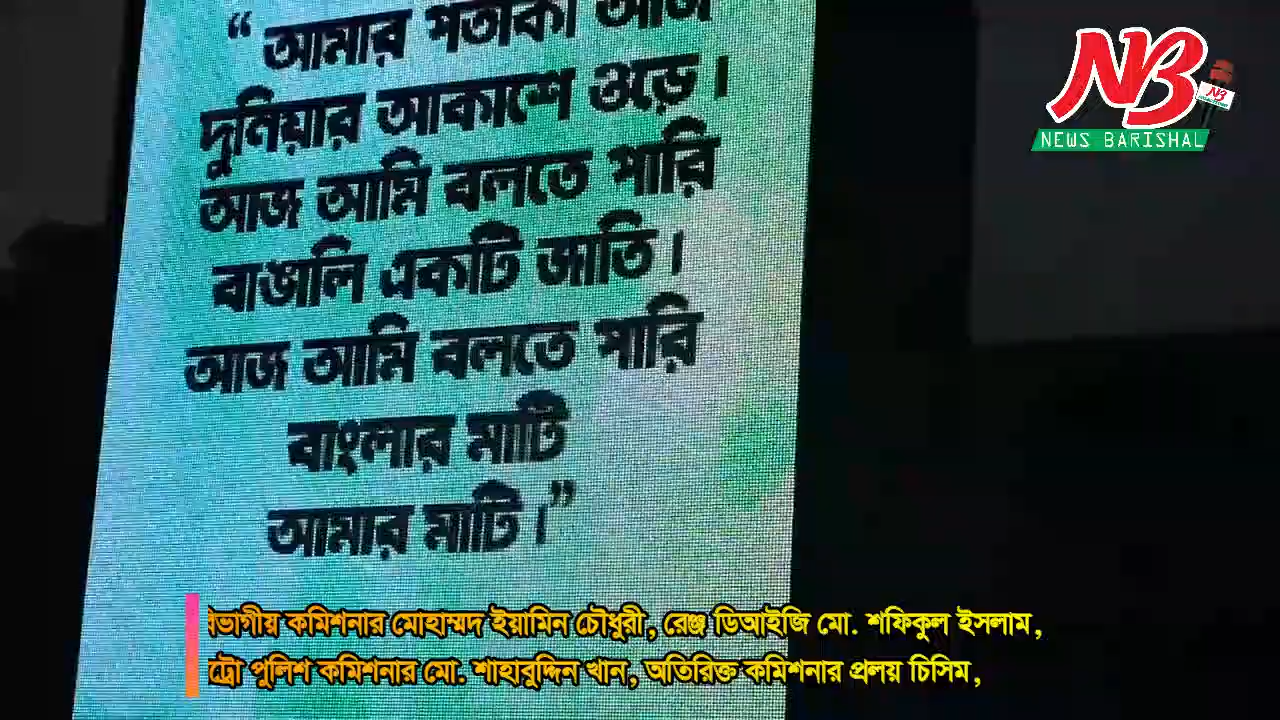 “আমার পতাকা আজ
দুনিয়ার আকাশে ওড়ে।
আজ আমি বলতে পারি
বাঙালি একটি জাতি।
আজ আমি বলতে পারি
বাংলার মাটি
আমার মাটি।”
NB
NB
NEWS BARISHAL
বিভাগীয় কমিশনার মোহাম্মদ ইয়ামিন চৌধুরী, রেঞ্জ ডিআইজি মো. শফিকুল ইসলাম,
ট্রো পুলিশ কমিশনার মো. শাহাবুদ্দিন খান, অতিরিক্ত কমিশনার প্রলয় চিসিম,